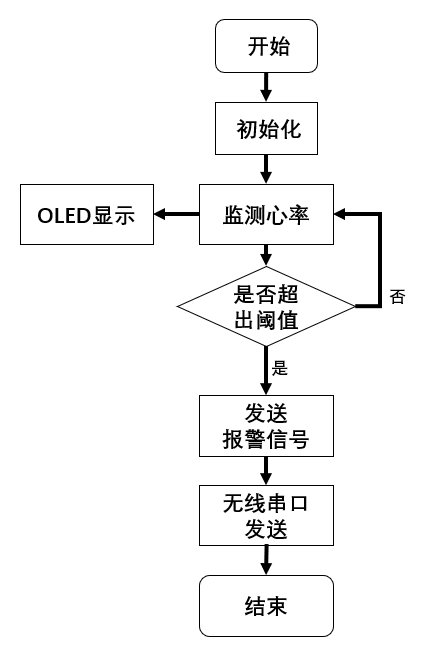 开始
初始化
OLED显示
监测心率
是否超
出阈值
否
是
发送
报警信号
无线串口
发送
结束